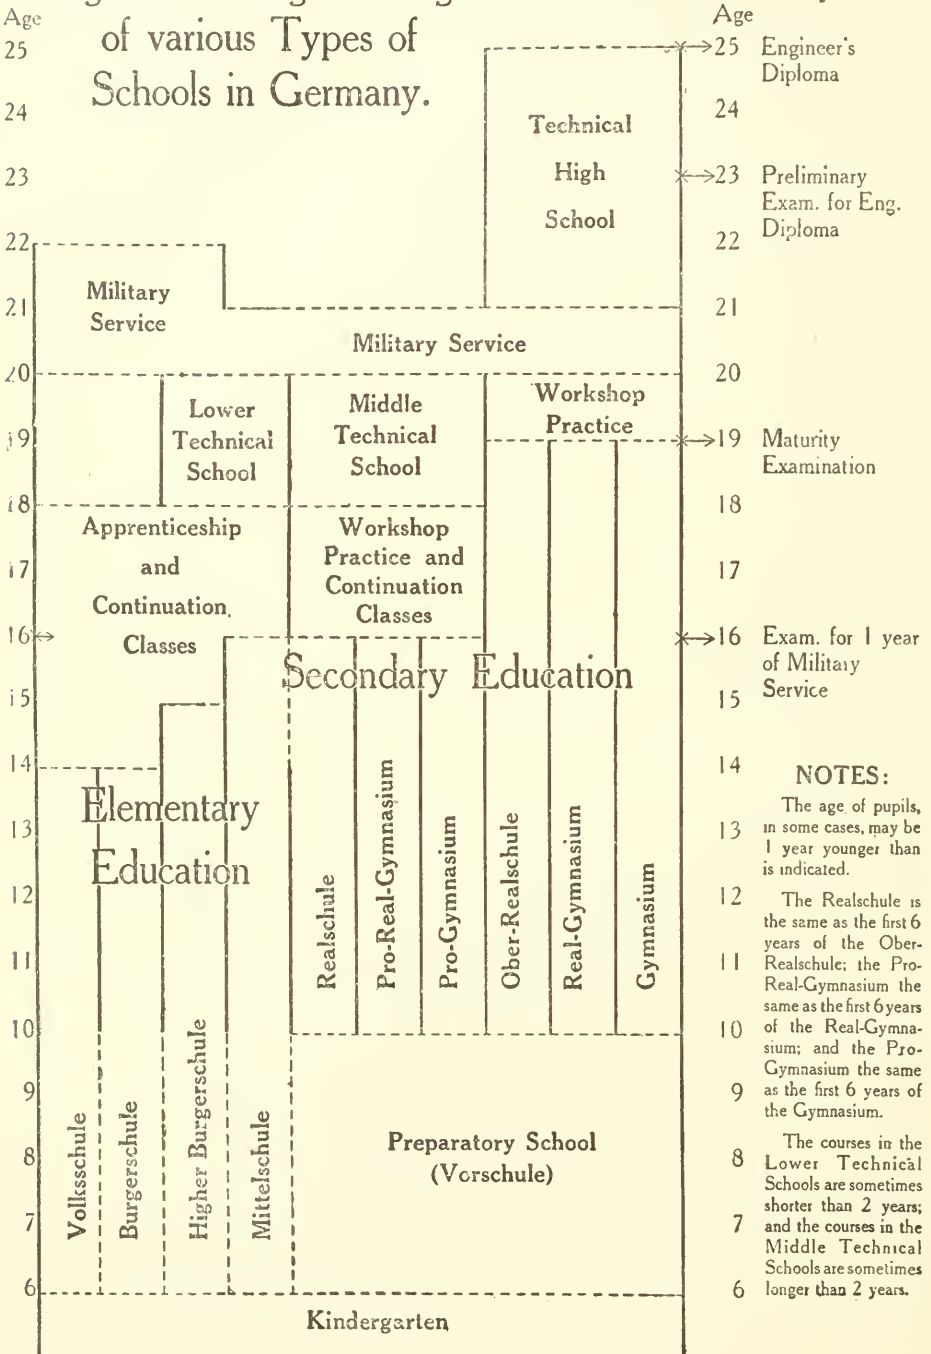 Age
of various Types of
Schools in Germany.
25
24
23
22
21
20
19
18
17
16
15
14
13
12
11
10
9
8
7
6
Military
Service
Military Service
Technical
High
School
Lower
Technical
School
Middle
Technical
School
Workshop
Practice
Apprenticeship
and
Continuation
Classes
Workshop
Practice and
Continuation
Classes
Secondary Education
Elementary
Education
Volksschule
Burgerschule
Higher Burgerschule
Mittelschule
Realschule
Pro-Real-Gymnasium
Pro-Gymnasium
Ober-Realschule
Real-Gymnasium
Gymnasium
Preparatory School
(Vorschule)
Kindergarten
Age
25 Engineer's
Diploma
24
23 Preliminary
Exam. for Eng.
22 Diploma
21
20
19 Maturity
Examination
18
17
16 Exam. for 1 year
of Military
15 Service
14
13
12
11
10
9
8
7
6
NOTES:
The age of pupils,
in some cases, may be
1 year younger than
is indicated.
The Realschule is
the same as the first 6
years of the Ober-
Realschule; the Pro-
Real-Gymnasium the
same as the first 6 years
of the Real-Gymna-
sium; and the Pro-
Gymnasium the same
as the first 6 years of
the Gymnasium.
The courses in the
Lower Technical
Schools are sometimes
shorter than 2 years;
and the courses in the
Middle Technical
Schools are sometimes
longer than 2 years.